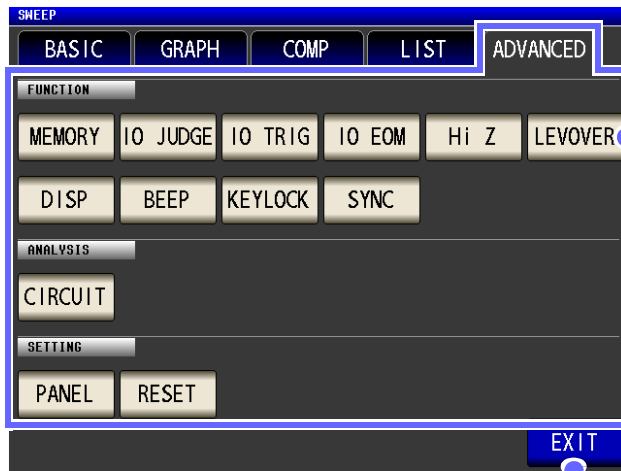 SWEEP
BASIC GRAPH COMP LIST ADVANCED
FUNCTION
MEMORY IO JUDGE IO TRIG IO EOM Hi Z LEVOVER
DISP BEEP KEYLOCK SYNC
ANALYSIS
CIRCUIT
SETTING
PANEL RESET
EXIT